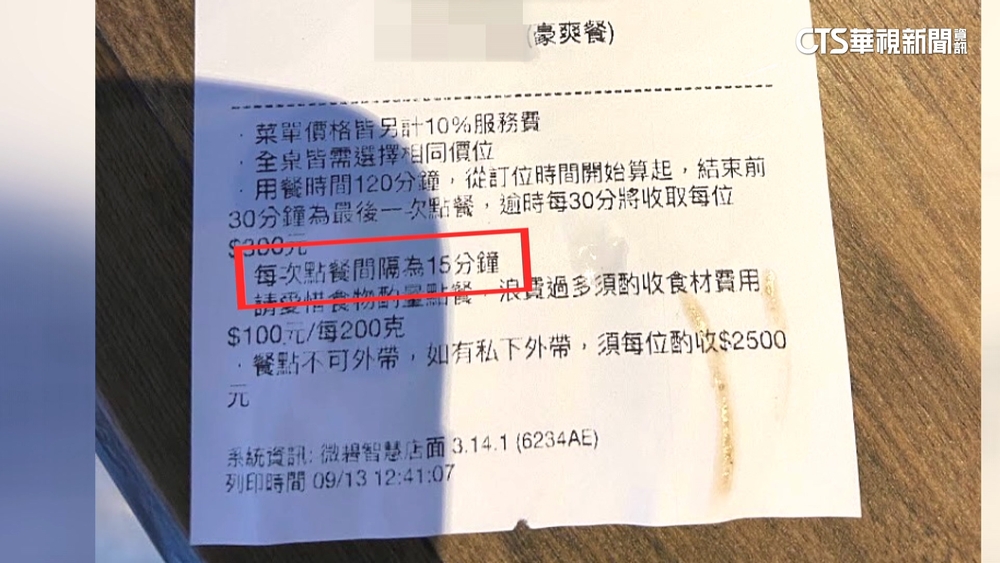 (豪爽餐)
CTS華視新聞資訊
· 菜單價格皆另計10%服務費
· 全桌皆需選擇相同價位
· 用餐時間120分鐘，從訂位時間開始算起，結束前
30分鐘為最後一次點餐，逾時每30分將收取每位
$300元
每次點餐間隔為15分鐘
請愛惜食物酌量點餐，浪費過多須酌收食材費用
$100元/每200克
· 餐點不可外帶，如有私下外帶，須每位酌收$2500
元
系統資訊: 微碧智慧店面 3.14.1 (6234AE)
列印時間 09/13 12:41:07